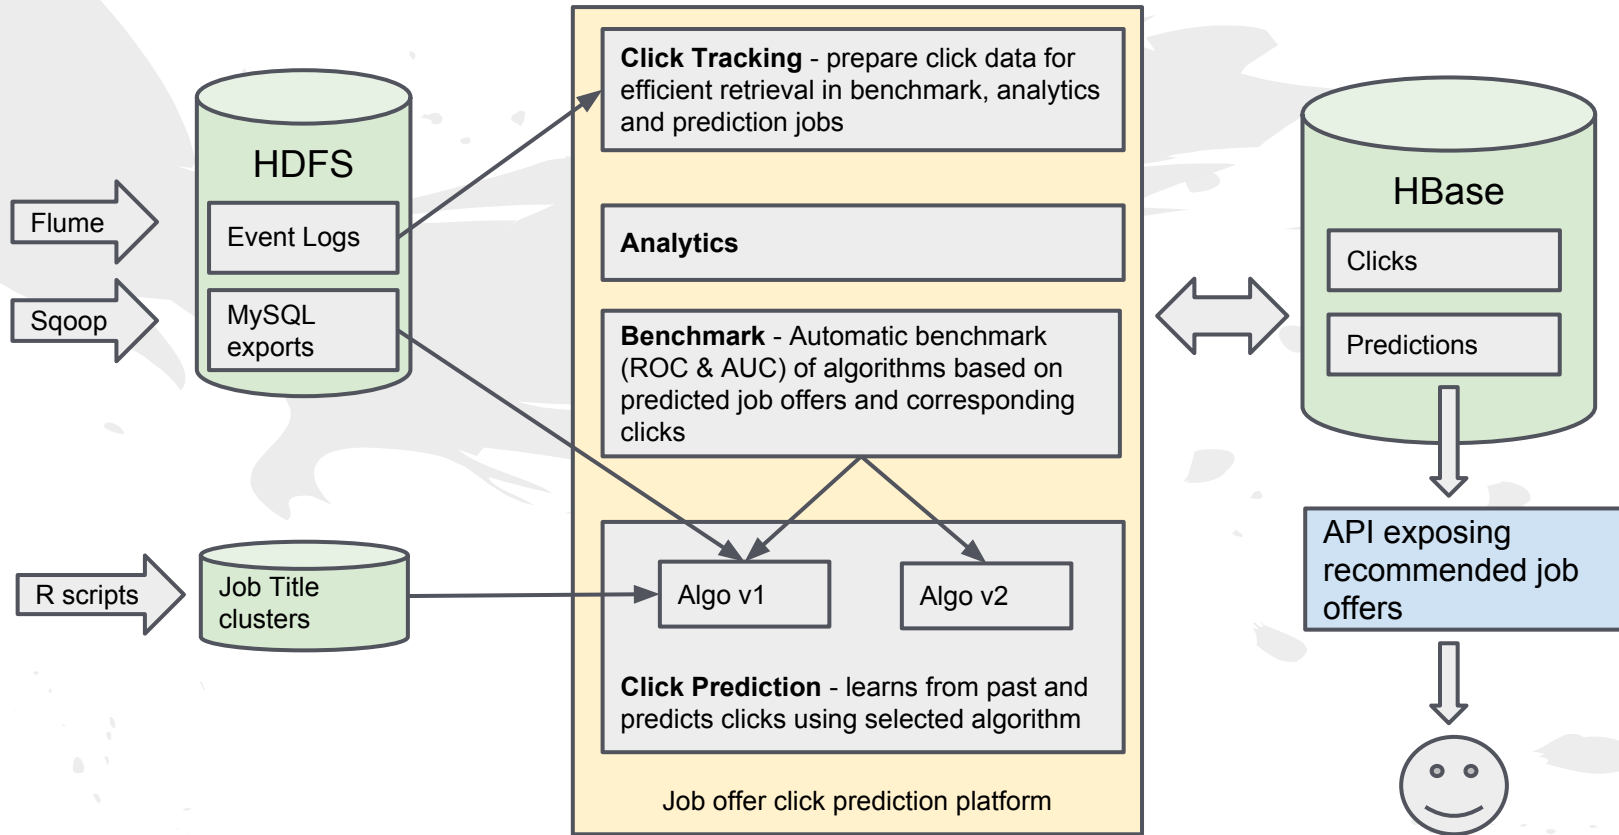 Flume
Sqoop
R scripts
HDFS
Event Logs
MySQL
exports
Job Title
clusters
Click Tracking - prepare click data for
efficient retrieval in benchmark, analytics
and prediction jobs
Analytics
Benchmark - Automatic benchmark
(ROC & AUC) of algorithms based on
predicted job offers and corresponding
clicks
Algo v1
Algo v2
Click Prediction - learns from past and
predicts clicks using selected algorithm
Job offer click prediction platform
HBase
Clicks
Predictions
API exposing
recommended job
offers